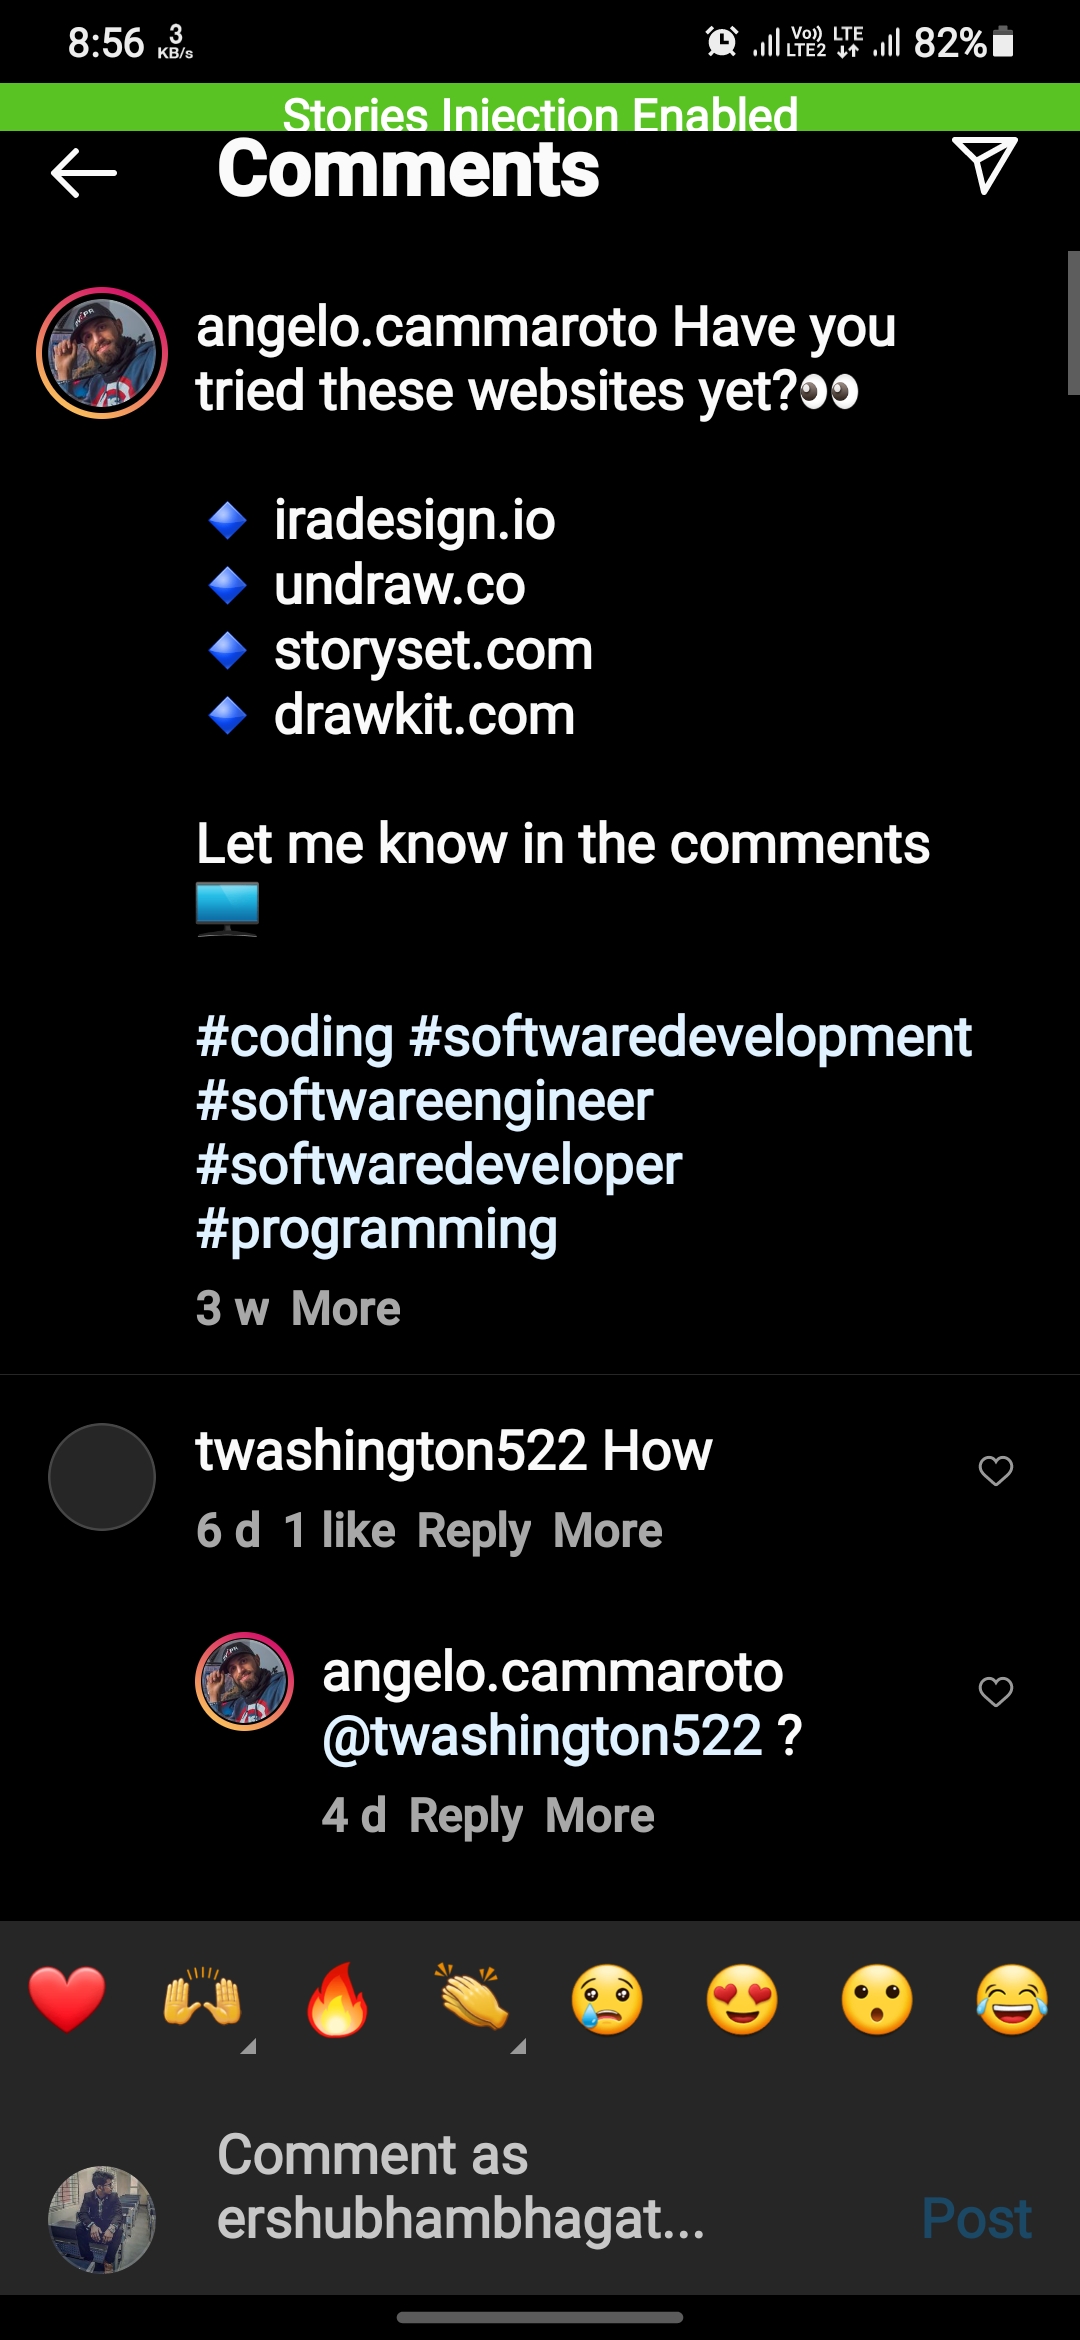 8:56 3 KB/s Vo)) LTE2 LTE 82%
Stories Injection Enabled
Comments
angelo.cammaroto Have you
tried these websites yet?👀
🔹 iradesign.io
🔹 undraw.co
🔹 storyset.com
🔹 drawkit.com
Let me know in the comments
🖥️
#coding #softwaredevelopment
#softwareengineer
#softwaredeveloper
#programming
3 w More
twashington522 How
6 d 1 like Reply More
angelo.cammaroto
@twashington522 ?
4 d Reply More
❤️ 🙌 🔥 👏 😢 😍 😮 😂
Comment as
ershubhambhagat...
Post